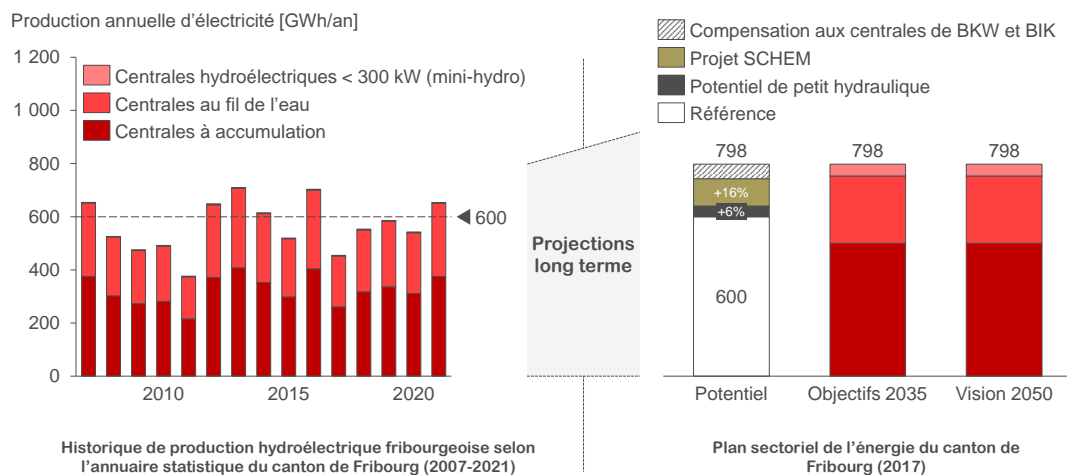 Production annuelle d’électricité [GWh/an]
1 200
1 000
800
600
400
200
0
Centrales hydroélectriques < 300 kW (mini-hydro)
Centrales au fil de l’eau
Centrales à accumulation
600
2010
2015
2020
Historique de production hydroélectrique fribourgeoise selon
l’annuaire statistique du canton de Fribourg (2007-2021)
Projections
long terme
Compensation aux centrales de BKW et BIK
Projet SCHEM
Potentiel de petit hydraulique
Référence
798
798
798
+16%
+6%
600
Potentiel
Objectifs 2035
Vision 2050
Plan sectoriel de l’énergie du canton de
Fribourg (2017)